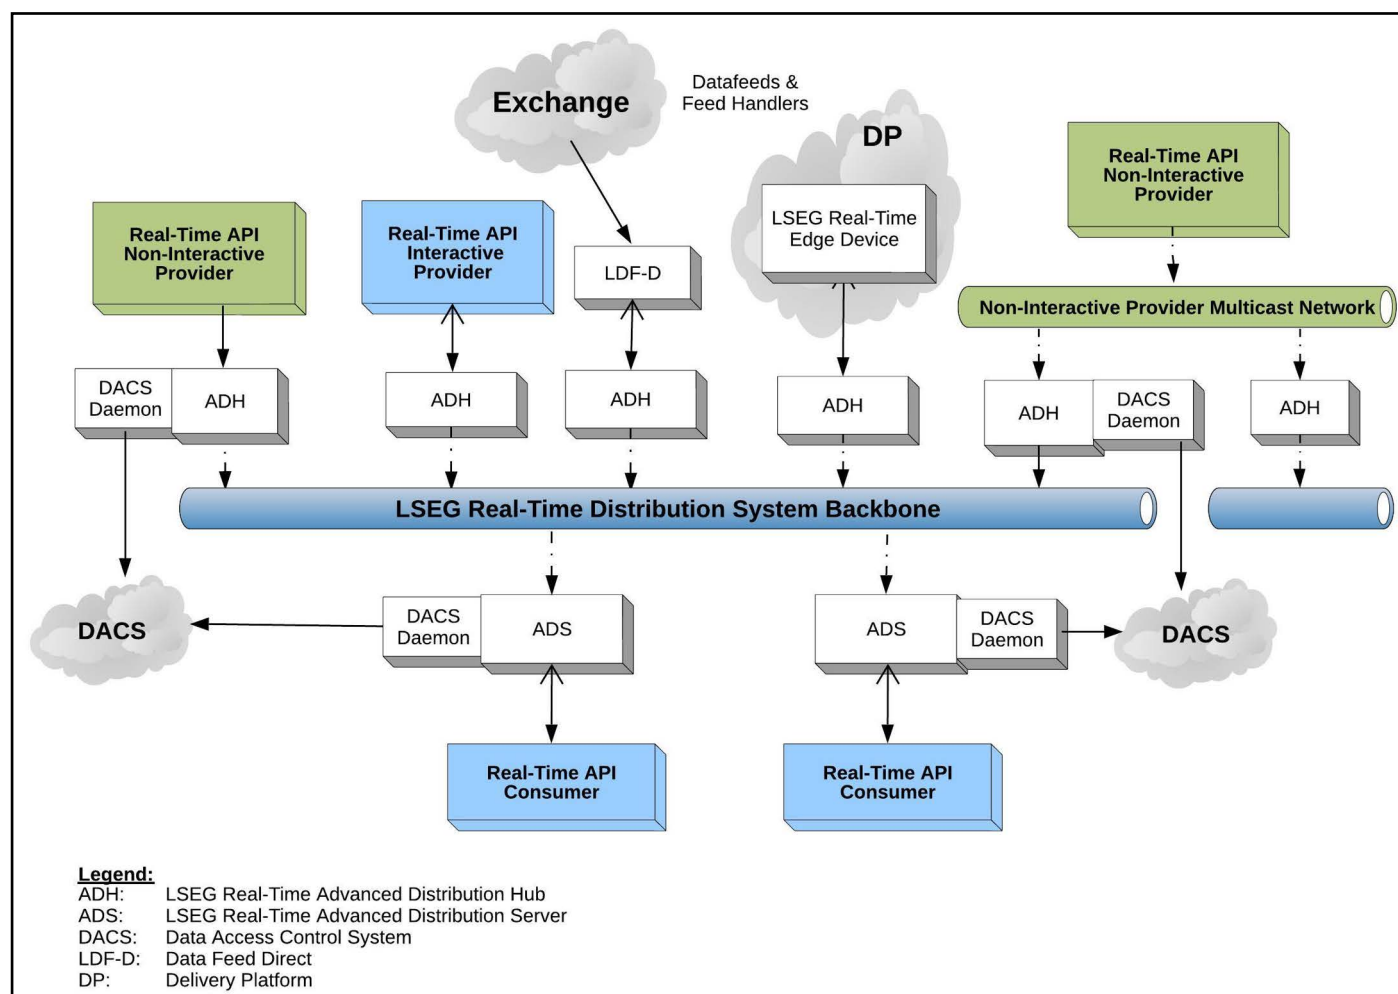 Exchange
Datafeeds &
Feed Handlers
DP
Real-Time API
Non-Interactive
Provider
Real-Time API
Non-Interactive
Provider
Real-Time API
Interactive
Provider
LDF-D
LSEG Real-Time
Edge Device
Non-Interactive Provider Multicast Network
DACS
Daemon
ADH
ADH
ADH
ADH
ADH
DACS
Daemon
ADH
LSEG Real-Time Distribution System Backbone
DACS
DACS
Daemon
ADS
ADS
DACS
Daemon
DACS
Real-Time API
Consumer
Real-Time API
Consumer
Legend:
ADH: LSEG Real-Time Advanced Distribution Hub
ADS: LSEG Real-Time Advanced Distribution Server
DACS: Data Access Control System
LDF-D: Data Feed Direct
DP: Delivery Platform